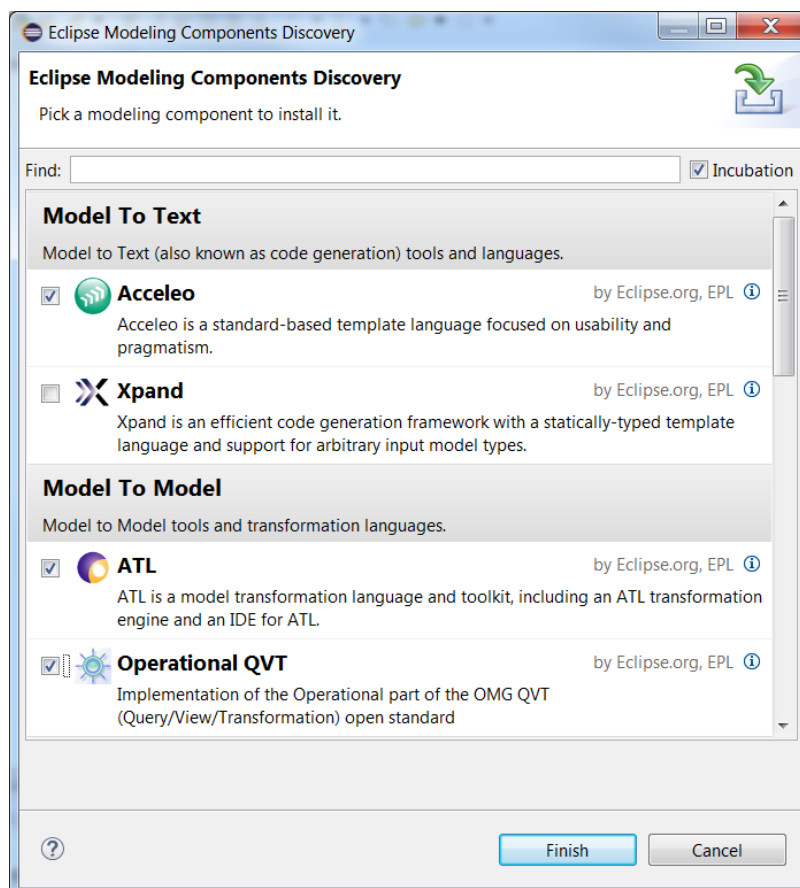 Eclipse Modeling Components Discovery
Eclipse Modeling Components Discovery
Pick a modeling component to install it.
Find:
Incubation
Model To Text
Model to Text (also known as code generation) tools and languages.
Acceleo
by Eclipse.org, EPL
Acceleo is a standard-based template language focused on usability and
pragmatism.
Xpand
by Eclipse.org, EPL
Xpand is an efficient code generation framework with a statically-typed template
language and support for arbitrary input model types.
Model To Model
Model to Model tools and transformation languages.
ATL
by Eclipse.org, EPL
ATL is a model transformation language and toolkit, including an ATL transformation
engine and an IDE for ATL.
Operational QVT
by Eclipse.org, EPL
Implementation of the Operational part of the OMG QVT
(Query/View/Transformation) open standard
Finish
Cancel